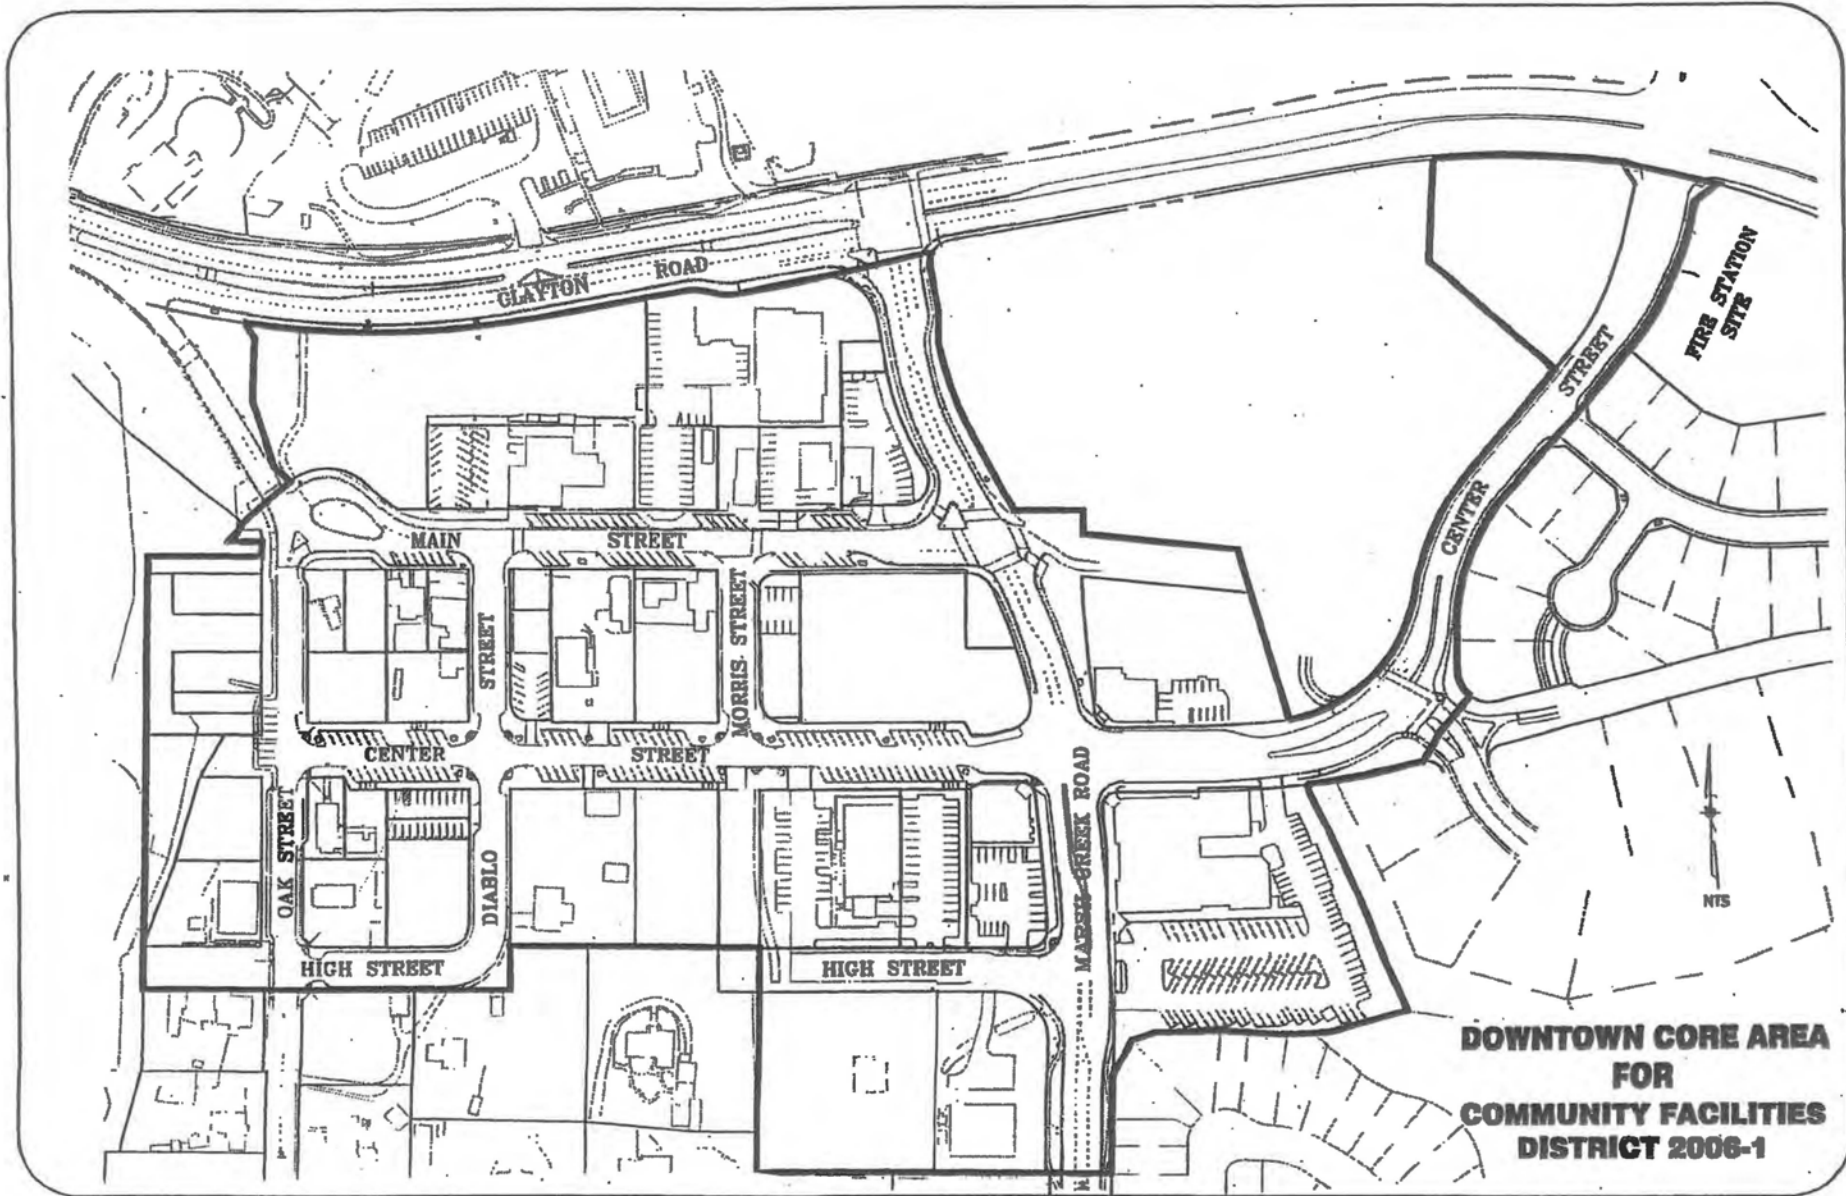 CLAYTON ROAD
FIRE STATION
SITE
STREET
CENTER
MAIN STREET
MORRIS STREET
STREET
CENTER STREET
OAK STREET
DIABLO
MARSH CREEK ROAD
HIGH STREET
HIGH STREET
NTS
DOWNTOWN CORE AREA
FOR
COMMUNITY FACILITIES
DISTRICT 2006-1